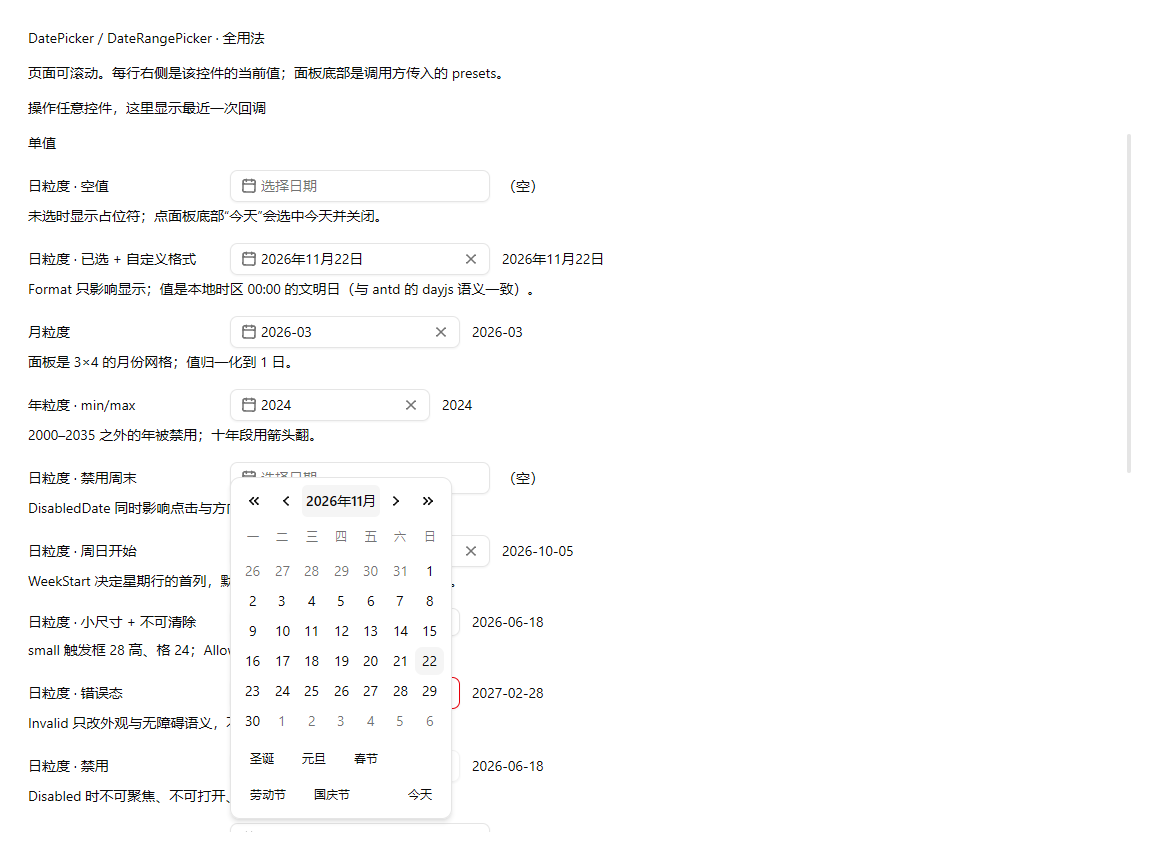 DatePicker / DateRangePicker · 全用法
页面可滚动。每行右侧是该控件的当前值；面板底部是调用方传入的 presets。
操作任意控件，这里显示最近一次回调
单值
日粒度 · 空值 选择日期 （空）
未选时显示占位符；点面板底部“今天”会选中今天并关闭。
日粒度 · 已选 + 自定义格式 2026年11月22日 2026年11月22日
Format 只影响显示；值是本地时区 00:00 的文明日（与 antd 的 dayjs 语义一致）。
月粒度 2026-03 2026-03
面板是 3×4 的月份网格；值归一化到 1 日。
年粒度 · min/max 2024 2024
2000–2035 之外的年被禁用；十年段用箭头翻。
日粒度 · 禁用周末 选择日期 （空）
DisabledDate 同时影响点击与方
2026年11月
一 二 三 四 五 六 日
日粒度 · 周日开始 2026-10-05
26 27 28 29 30 31 1
WeekStart 决定星期行的首列，
2 3 4 5 6 7 8
日粒度 · 小尺寸 + 不可清除 2026-06-18
9 10 11 12 13 14 15
small 触发框 28 高、格 24；Allow
16 17 18 19 20 21 22
日粒度 · 错误态 2027-02-28
23 24 25 26 27 28 29
Invalid 只改外观与无障碍语义，
30 1 2 3 4 5 6
日粒度 · 禁用 2026-06-18
圣诞 元旦 春节
Disabled 时不可聚焦、不可打开、
劳动节 国庆节 今天